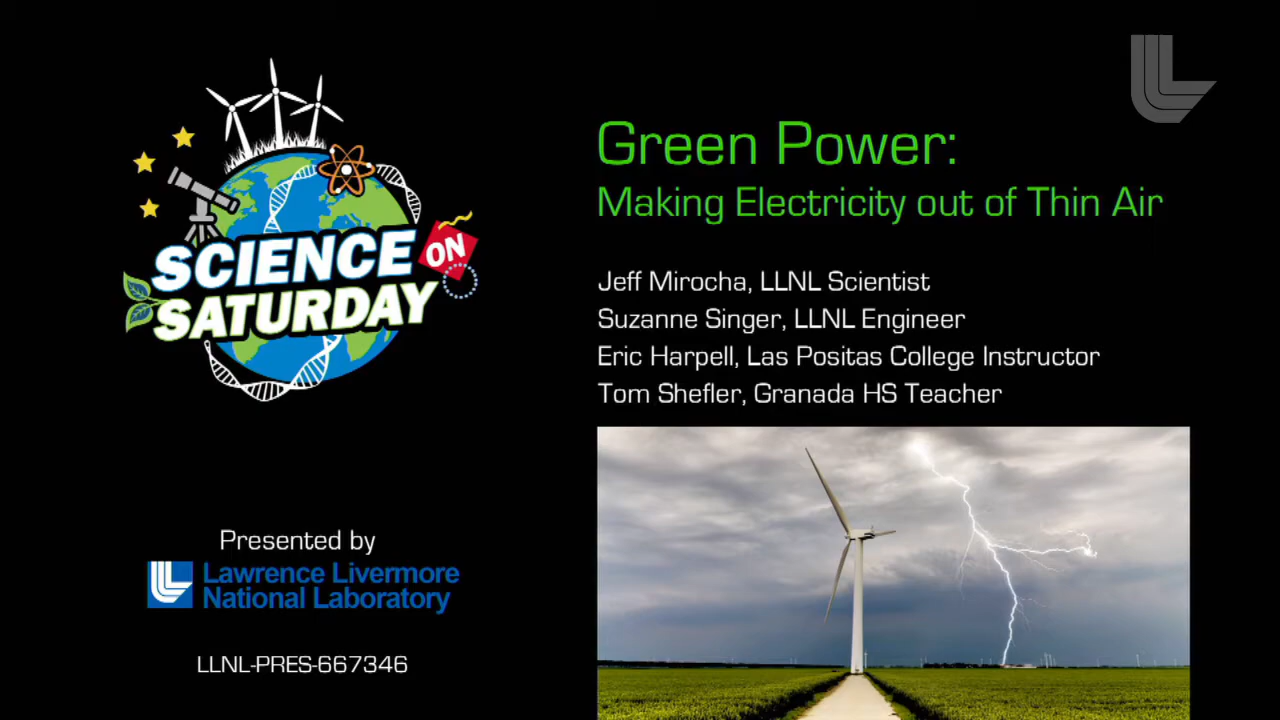 SCIENCE ON
SATURDAY
Presented by
Lawrence Livermore
National Laboratory
LLNL-PRES-667346
Green Power:
Making Electricity out of Thin Air
Jeff Mirocha, LLNL Scientist
Suzanne Singer, LLNL Engineer
Eric Harpell, Las Positas College Instructor
Tom Shefler, Granada HS Teacher